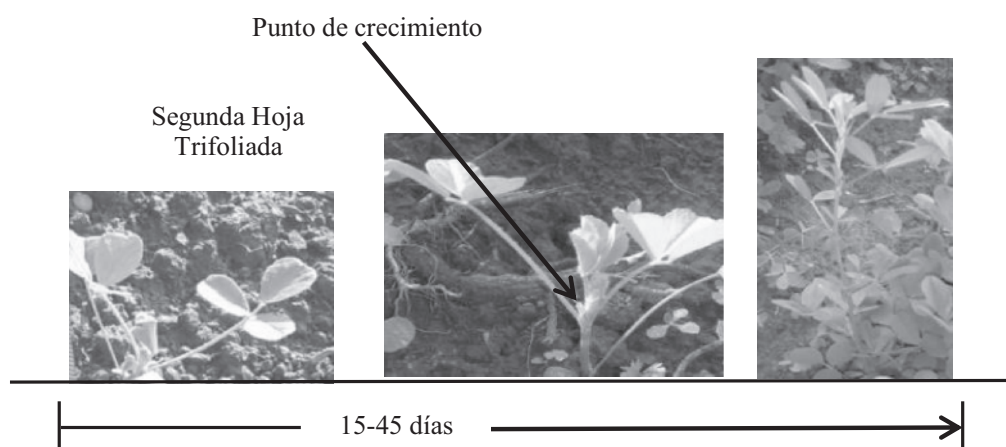 Punto de crecimiento
Segunda Hoja
Trifoliada
15-45 días